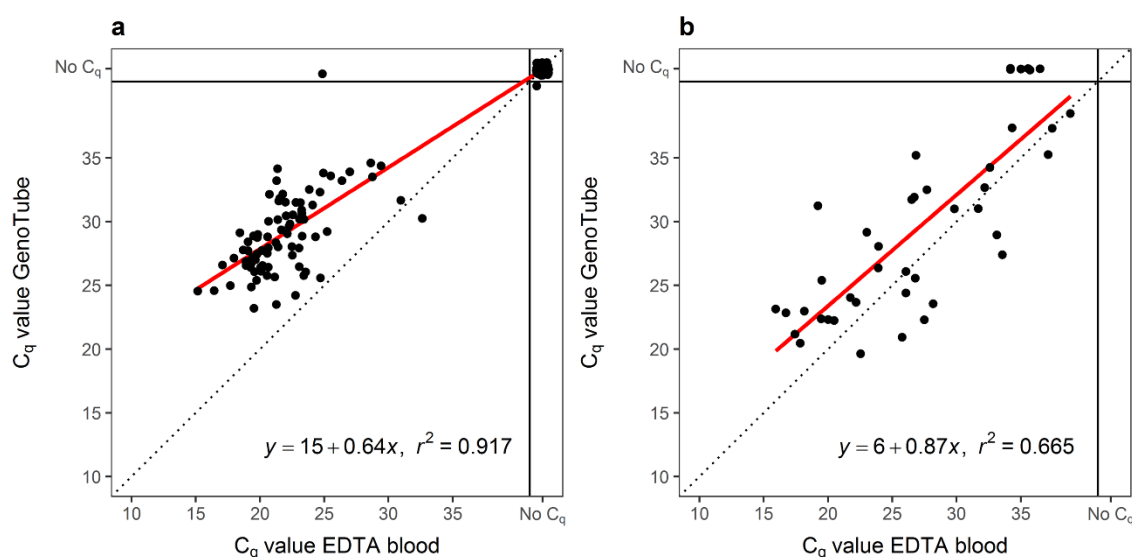 a
No Cq
35
30
25
20
15
10
Cq value GenoTube
y = 15 + 0.64x, r² = 0.917
10 15 20 25 30 35 No Cq
Cq value EDTA blood
b
No Cq
35
30
25
20
15
10
Cq value GenoTube
y = 6 + 0.87x, r² = 0.665
10 15 20 25 30 35 No Cq
Cq value EDTA blood